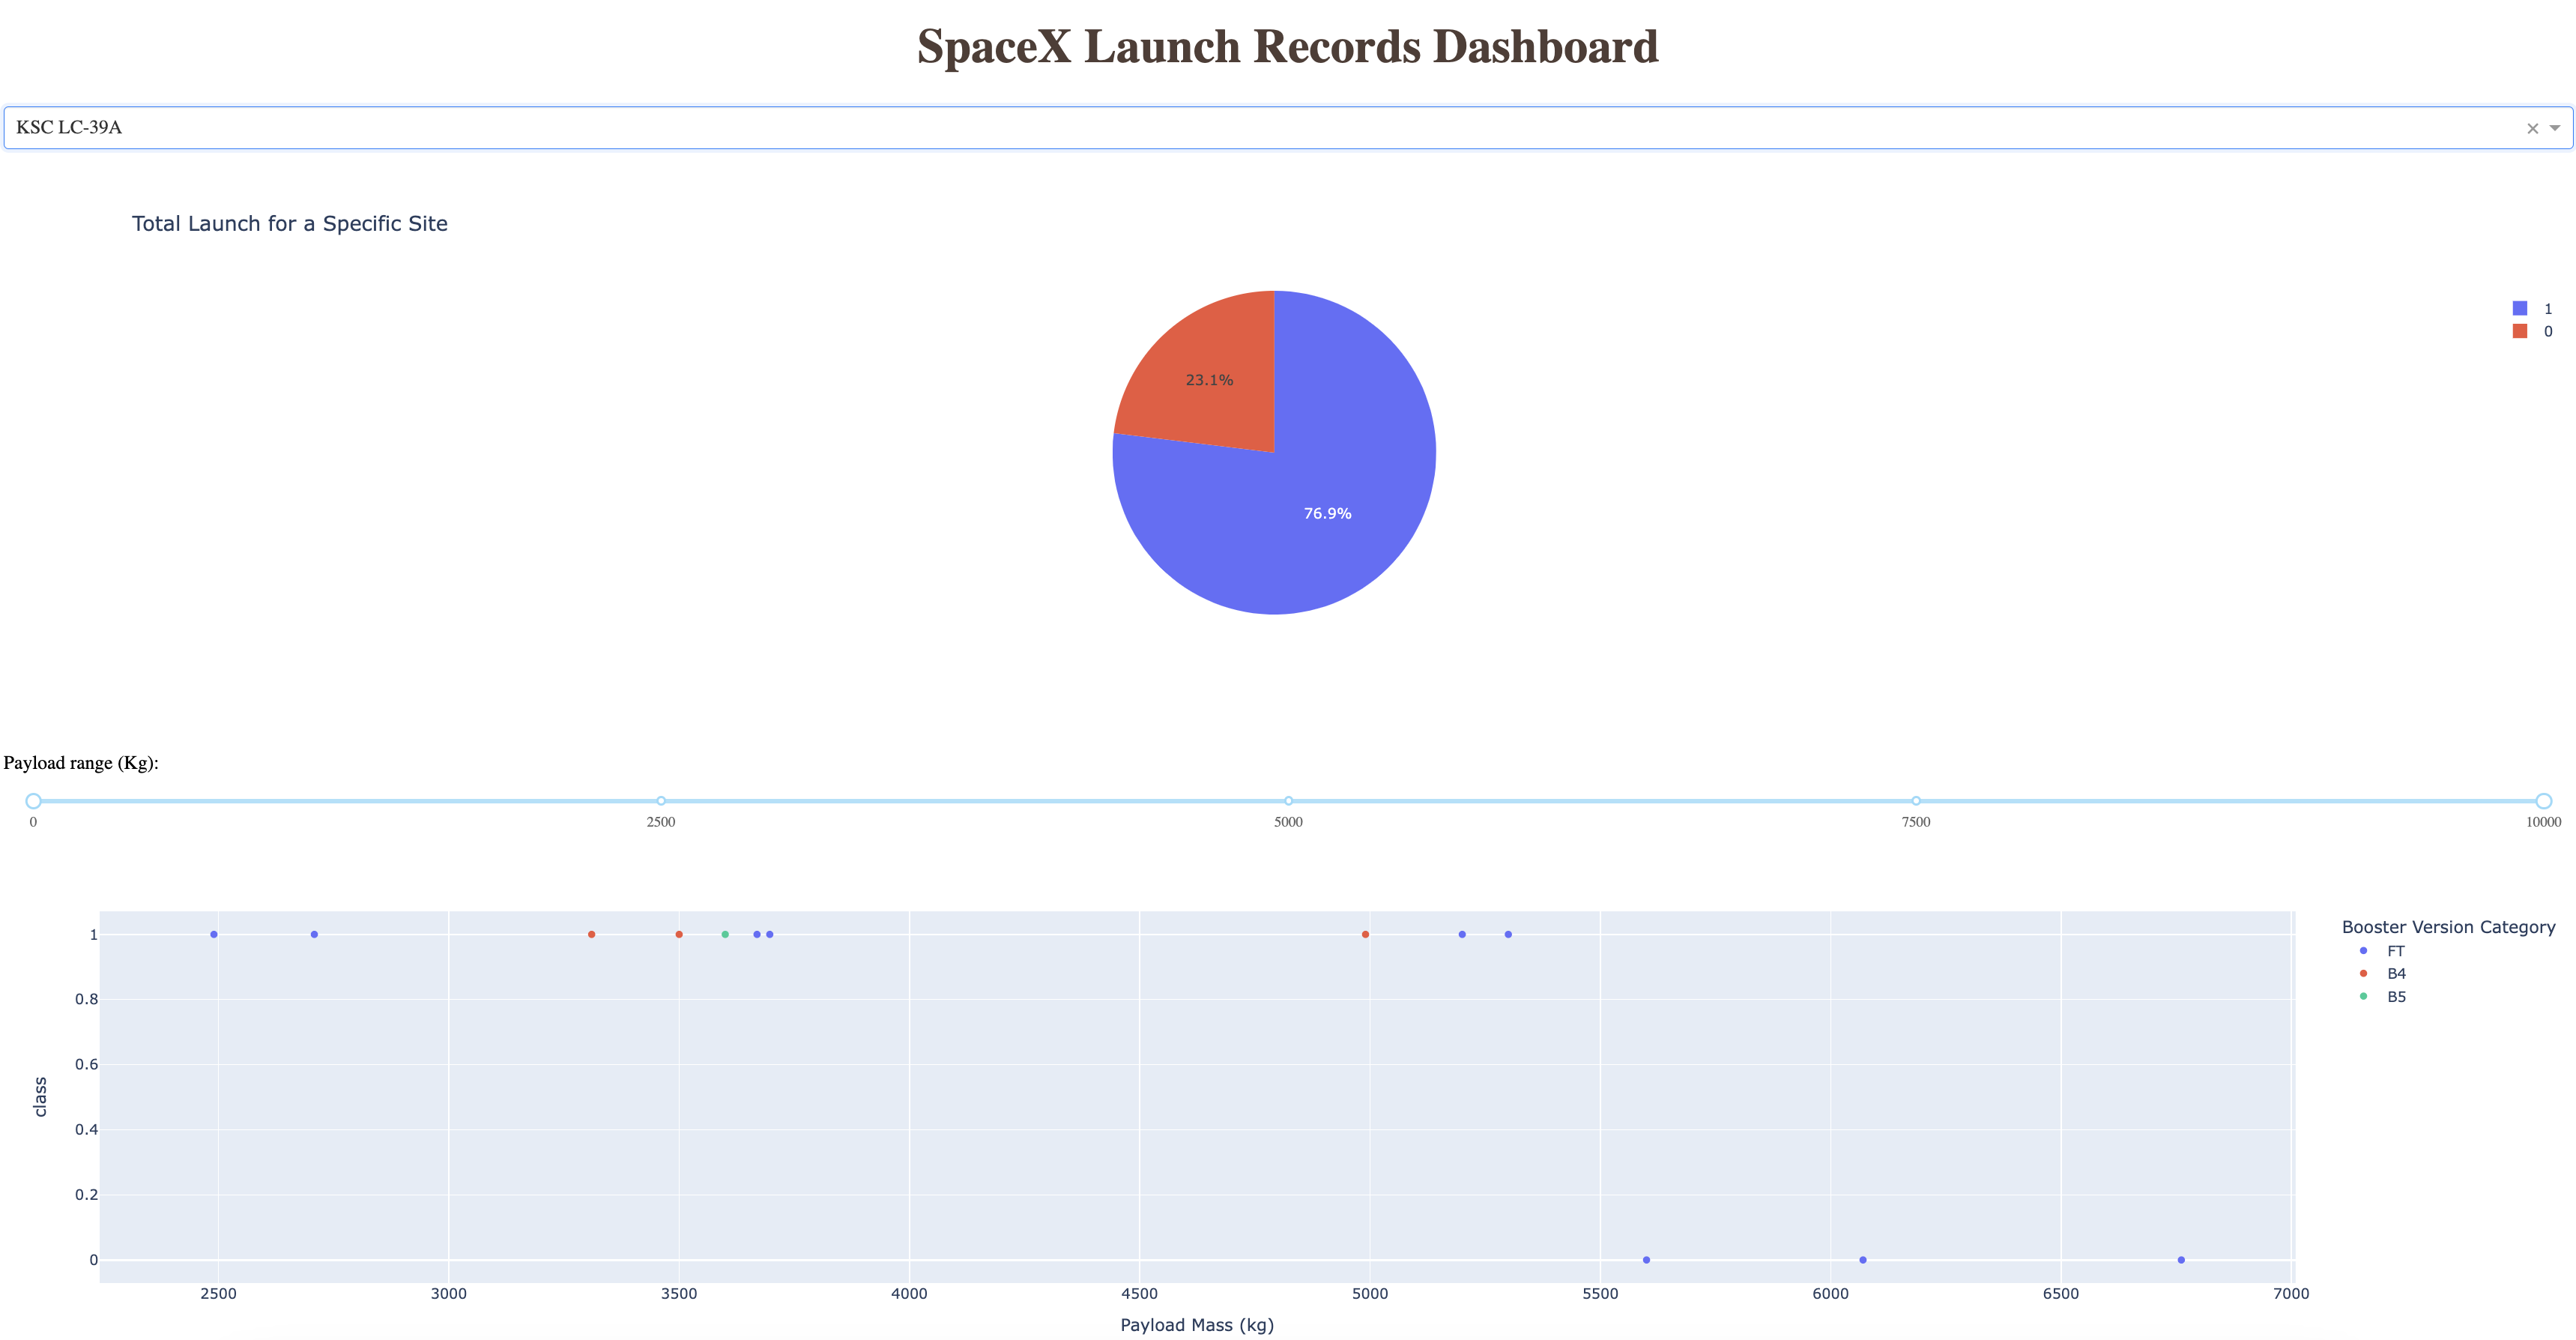 SpaceX Launch Records Dashboard
KSC LC-39A
Total Launch for a Specific Site
1
0
23.1%
76.9%
Payload range (Kg):
0 2500 5000 7500 10000
Booster Version Category
FT
B4
B5
1
0.8
0.6
0.4
0.2
0
class
2500 3000 3500 4000 4500 5000 5500 6000 6500 7000
Payload Mass (kg)